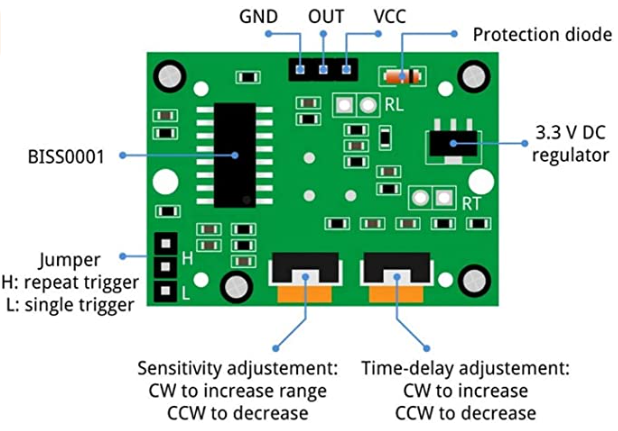 GND OUT VCC
Protection diode
RL
3.3 V DC
regulator
BISS0001
RT
Jumper
H: repeat trigger
L: single trigger
H
L
Sensitivity adjustement:
CW to increase range
CCW to decrease
Time-delay adjustement:
CW to increase
CCW to decrease